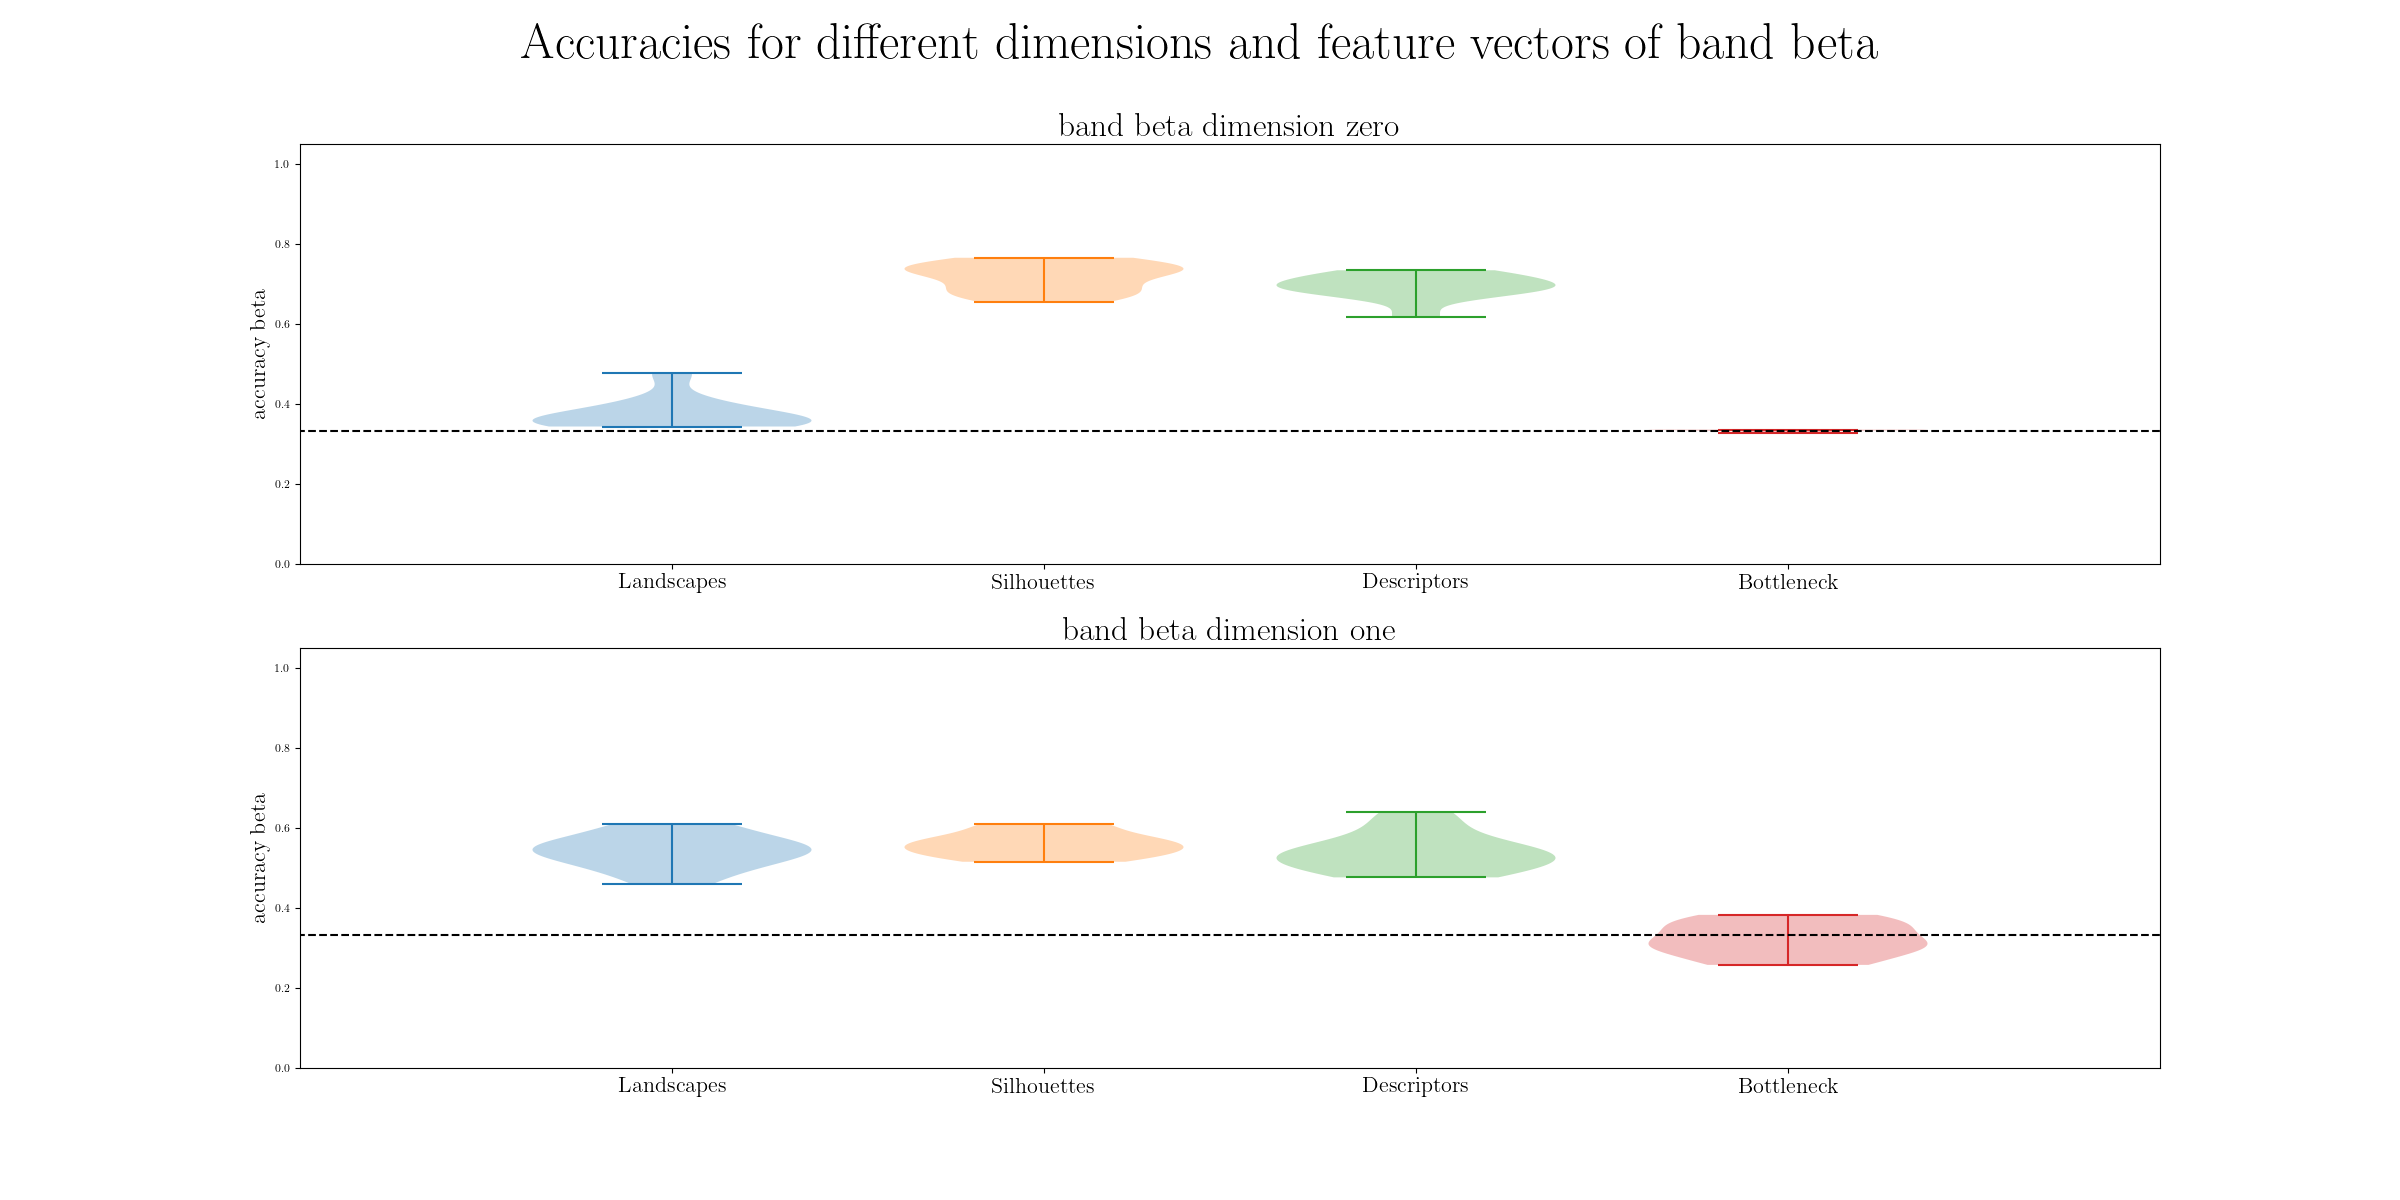 Accuracies for different dimensions and feature vectors of band beta
band beta dimension zero
1.0
0.8
0.6
0.4
0.2
0.0
accuracy beta
Landscapes Silhouettes Descriptors Bottleneck
band beta dimension one
1.0
0.8
0.6
0.4
0.2
0.0
accuracy beta
Landscapes Silhouettes Descriptors Bottleneck